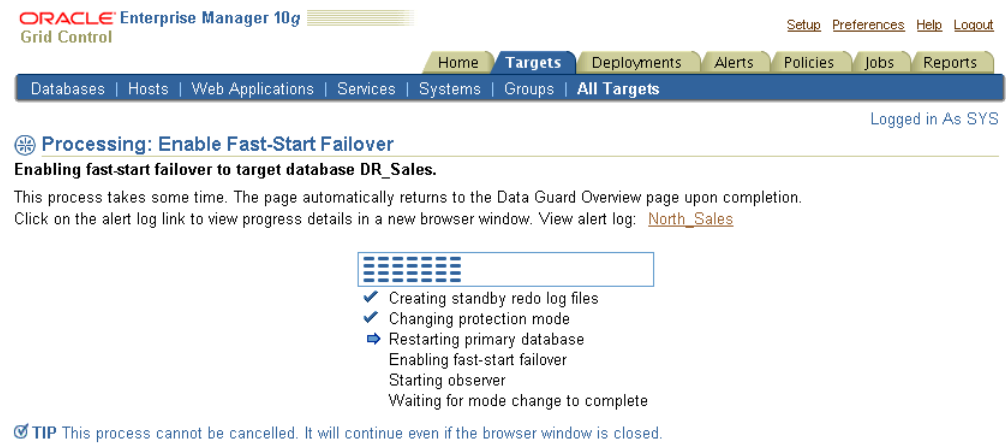 ORACLE Enterprise Manager 10g
Grid Control
Setup Preferences Help Logout
Home Targets Deployments Alerts Policies Jobs Reports
Databases | Hosts | Web Applications | Services | Systems | Groups | All Targets
Logged in As SYS
Processing: Enable Fast-Start Failover
Enabling fast-start failover to target database DR_Sales.
This process takes some time. The page automatically returns to the Data Guard Overview page upon completion.
Click on the alert log link to view progress details in a new browser window. View alert log: North_Sales
Creating standby redo log files
Changing protection mode
Restarting primary database
Enabling fast-start failover
Starting observer
Waiting for mode change to complete
TIP This process cannot be cancelled. It will continue even if the browser window is closed.